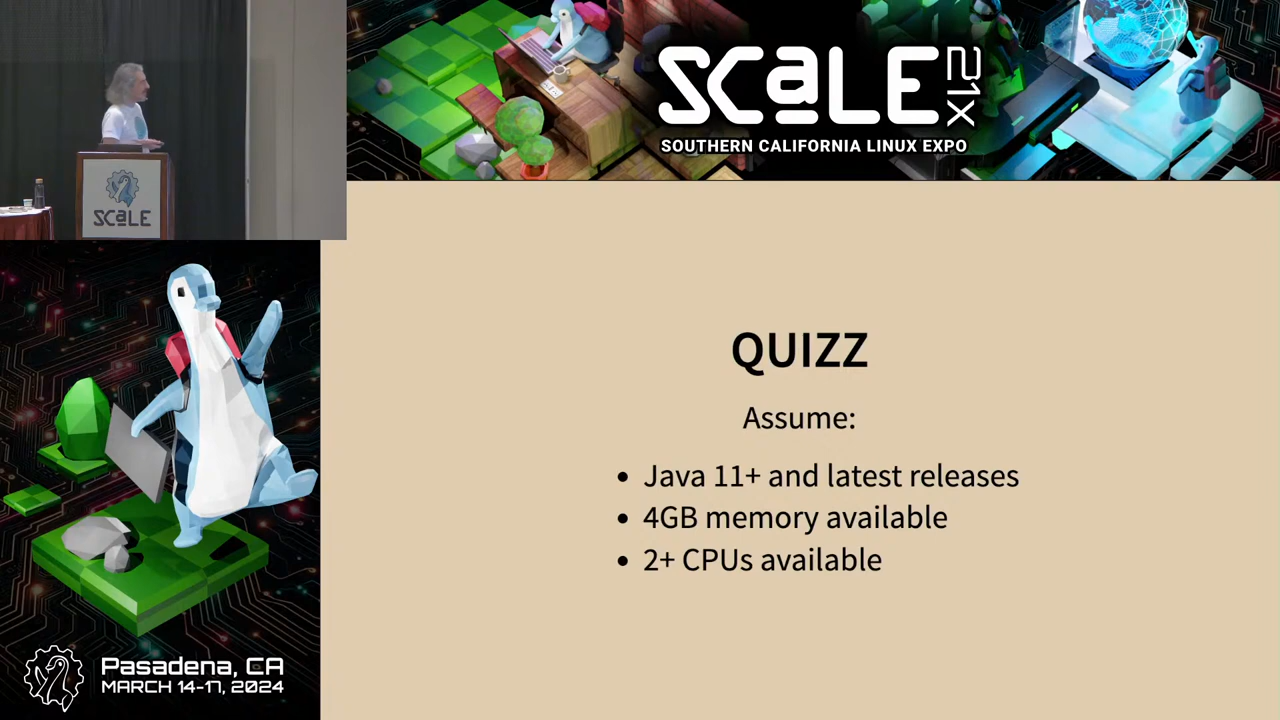 SCaLE 21X
SOUTHERN CALIFORNIA LINUX EXPO
SCaLE
QUIZZ
Assume:
• Java 11+ and latest releases
• 4GB memory available
• 2+ CPUs available
Pasadena, CA
MARCH 14-17, 2024